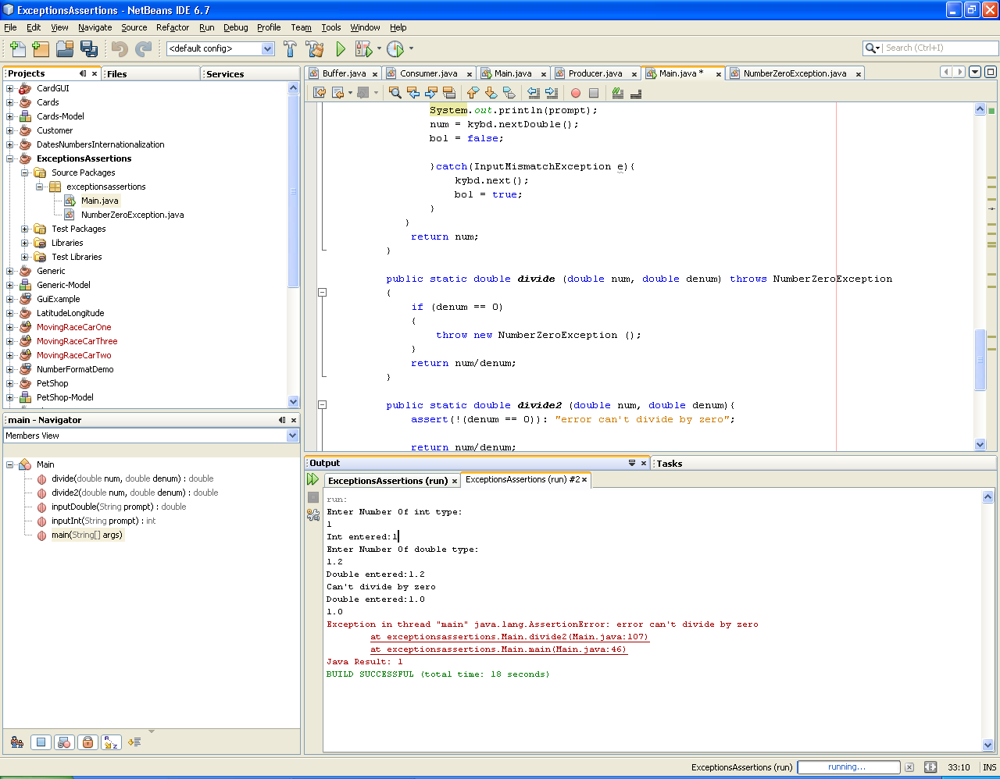 ExceptionsAssertions - NetBeans IDE 6.7
File Edit View Navigate Source Refactor Run Debug Profile Team Tools Window Help
<default config>
Search (Ctrl+I)
Projects Files Services
CardGUI
Cards
Cards-Model
Customer
DatesNumbersInternationalization
ExceptionsAssertions
Source Packages
exceptionsassertions
Main.java
NumberZeroException.java
Test Packages
Libraries
Test Libraries
Generic
Generic-Model
GuiExample
LatitudeLongitude
MovingRaceCarOne
MovingRaceCarThree
MovingRaceCarTwo
NumberFormatDemo
PetShop
PetShop-Model
main - Navigator
Members View
Main
divide(double num, double denum) : double
divide2(double num, double denum) : double
inputDouble(String prompt) : double
inputInt(String prompt) : int
main(String[] args)
Buffer.java Consumer.java Main.java Producer.java Main.java * NumberZeroException.java
System.out.println(prompt);
num = kybd.nextDouble();
bol = false;
}catch(InputMismatchException e){
kybd.next();
bol = true;
}
}
return num;
}
public static double divide (double num, double denum) throws NumberZeroException
{
if (denum == 0)
{
throw new NumberZeroException ();
}
return num/denum;
}
public static double divide2 (double num, double denum){
assert(!(denum == 0)): "error can't divide by zero";
return num/denum;
Output Tasks
ExceptionsAssertions (run) ExceptionsAssertions (run) #2
run:
Enter Number Of int type:
1
Int entered:1
Enter Number Of double type:
1.2
Double entered:1.2
Can't divide by zero
Double entered:1.0
1.0
Exception in thread "main" java.lang.AssertionError: error can't divide by zero
at exceptionsassertions.Main.divide2(Main.java:107)
at exceptionsassertions.Main.main(Main.java:46)
Java Result: 1
BUILD SUCCESSFUL (total time: 18 seconds)
ExceptionsAssertions (run) running... 33:10 INS